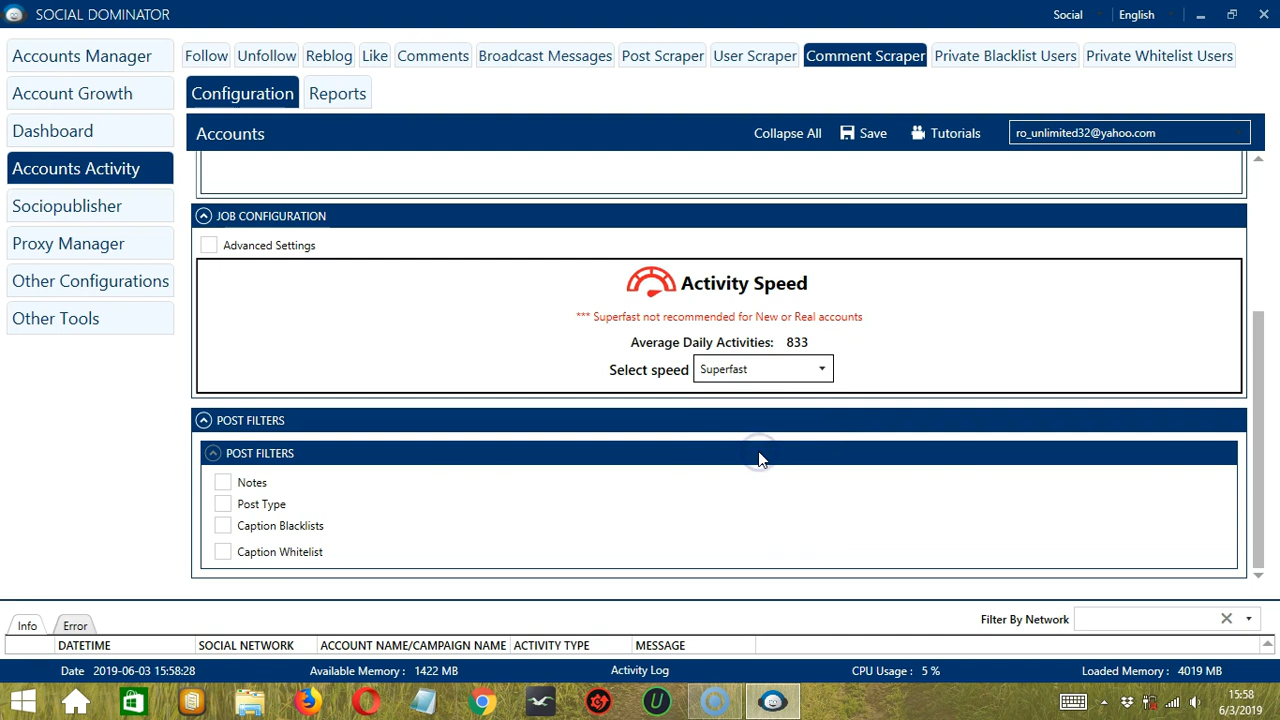 SOCIAL DOMINATOR
Social
English
Accounts Manager
Account Growth
Dashboard
Accounts Activity
Sociopublisher
Proxy Manager
Other Configurations
Other Tools
Follow
Unfollow
Reblog
Like
Comments
Broadcast Messages
Post Scraper
User Scraper
Comment Scraper
Private Blacklist Users
Private Whitelist Users
Configuration
Reports
Accounts
Collapse All
Save
Tutorials
ro_unlimited32@yahoo.com
JOB CONFIGURATION
Advanced Settings
Activity Speed
*** Superfast not recommended for New or Real accounts
Average Daily Activities: 833
Select speed Superfast
POST FILTERS
POST FILTERS
Notes
Post Type
Caption Blacklists
Caption Whitelist
Info
Error
Filter By Network
DATETIME
SOCIAL NETWORK
ACCOUNT NAME/CAMPAIGN NAME
ACTIVITY TYPE
MESSAGE
Date 2019-06-03 15:58:28
Available Memory : 1422 MB
Activity Log
CPU Usage : 5 %
Loaded Memory : 4019 MB
15:58
6/3/2019